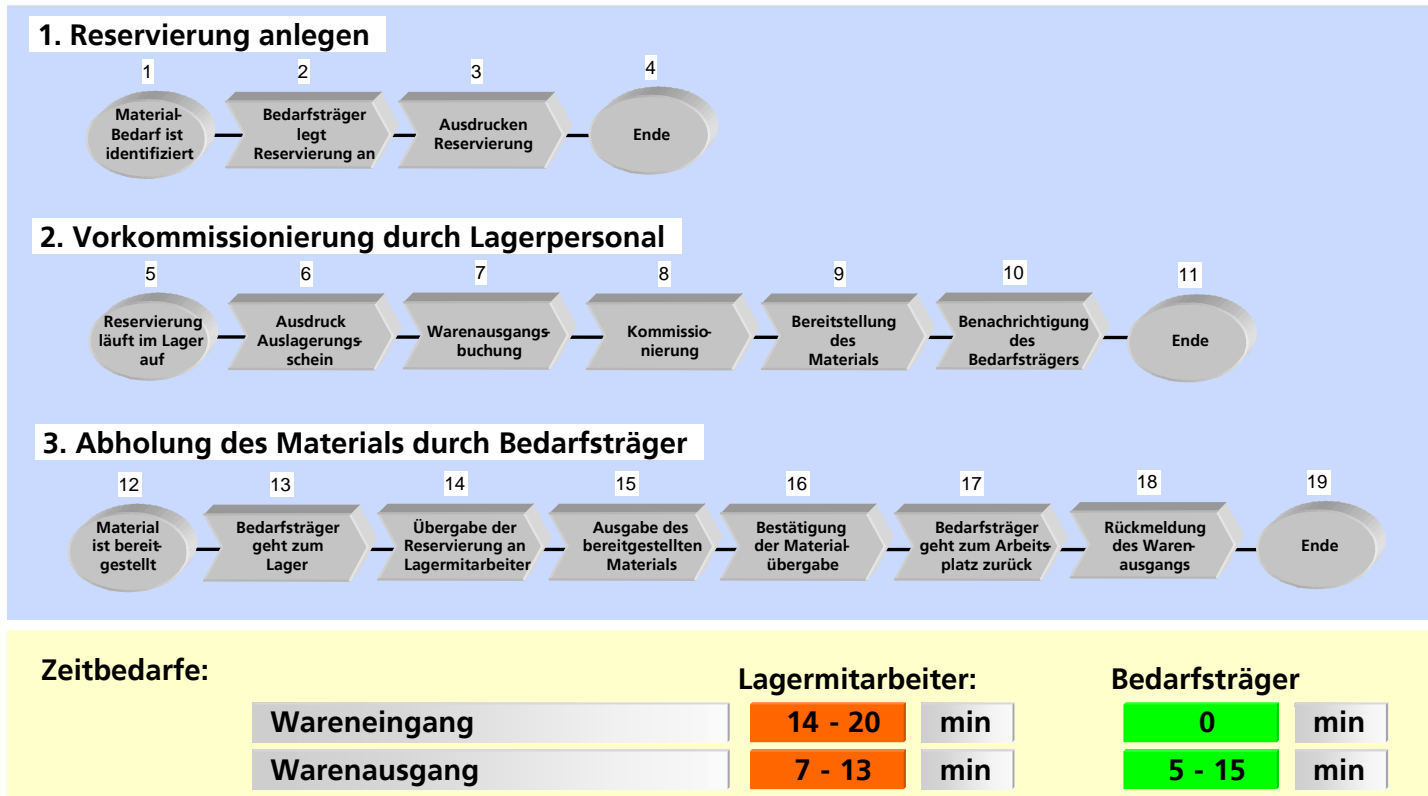 1. Reservierung anlegen
1
2
3
4
Material-
Bedarf ist
identifiziert
Bedarfsträger
legt
Reservierung an
Ausdrucken
Reservierung
Ende
2. Vorkommissionierung durch Lagerpersonal
5
6
7
8
9
10
11
Reservierung
läuft im Lager
auf
Ausdruck
Auslagerungs-
schein
Warenausgangs-
buchung
Kommissio-
nierung
Bereitstellung
des
Materials
Benachrichtigung
des
Bedarfsträgers
Ende
3. Abholung des Materials durch Bedarfsträger
12
13
14
15
16
17
18
19
Material
ist bereit-
gestellt
Bedarfsträger
geht zum
Lager
Übergabe der
Reservierung an
Lagermitarbeiter
Ausgabe des
bereitgestellten
Materials
Bestätigung
der Material-
übergabe
Bedarfsträger
geht zum Arbeits-
platz zurück
Rückmeldung
des Waren-
ausgangs
Ende
Zeitbedarfe:
Lagermitarbeiter: Bedarfsträger
Wareneingang 14 - 20 min 0 min
Warenausgang 7 - 13 min 5 - 15 min